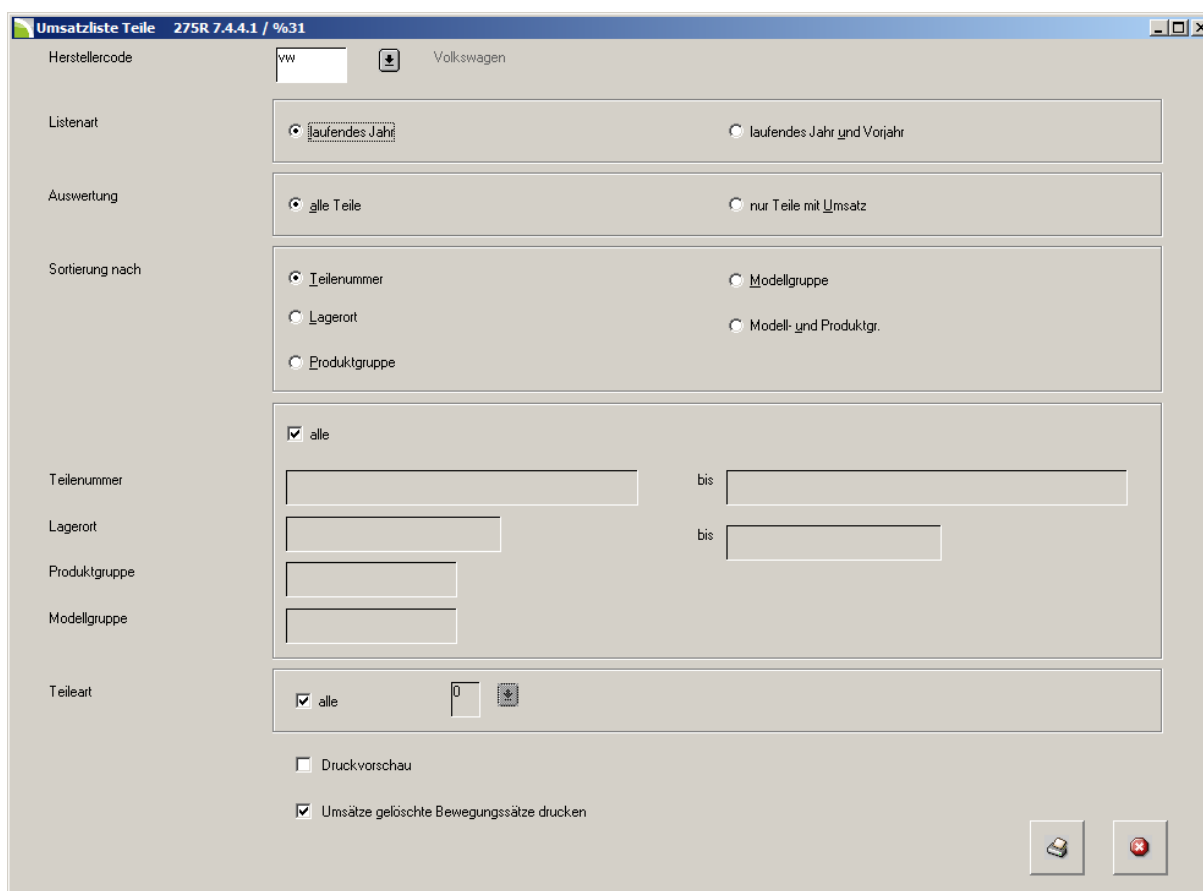 Umsatzliste Teile 275R 7.4.4.1 / %31
Herstellercode vw Volkswagen
Listenart laufendes Jahr laufendes Jahr und Vorjahr
Auswertung alle Teile nur Teile mit Umsatz
Sortierung nach Teilenummer Modellgruppe
Lagerort Modell- und Produktgr.
Produktgruppe
alle
Teilenummer bis
Lagerort bis
Produktgruppe
Modellgruppe
Teileart alle 0
Druckvorschau
Umsätze gelöschte Bewegungssätze drucken